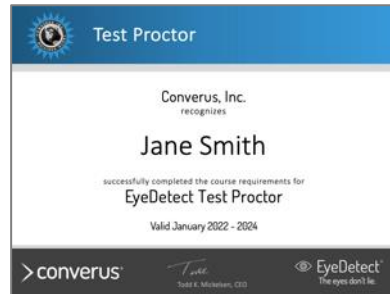 Test Proctor
Converus, Inc.
recognizes
Jane Smith
successfully completed the course requirements for
EyeDetect Test Proctor
Valid January 2022 - 2024
converus
Todd K. Mickelsen, CEO
EyeDetect
The eyes don't lie.